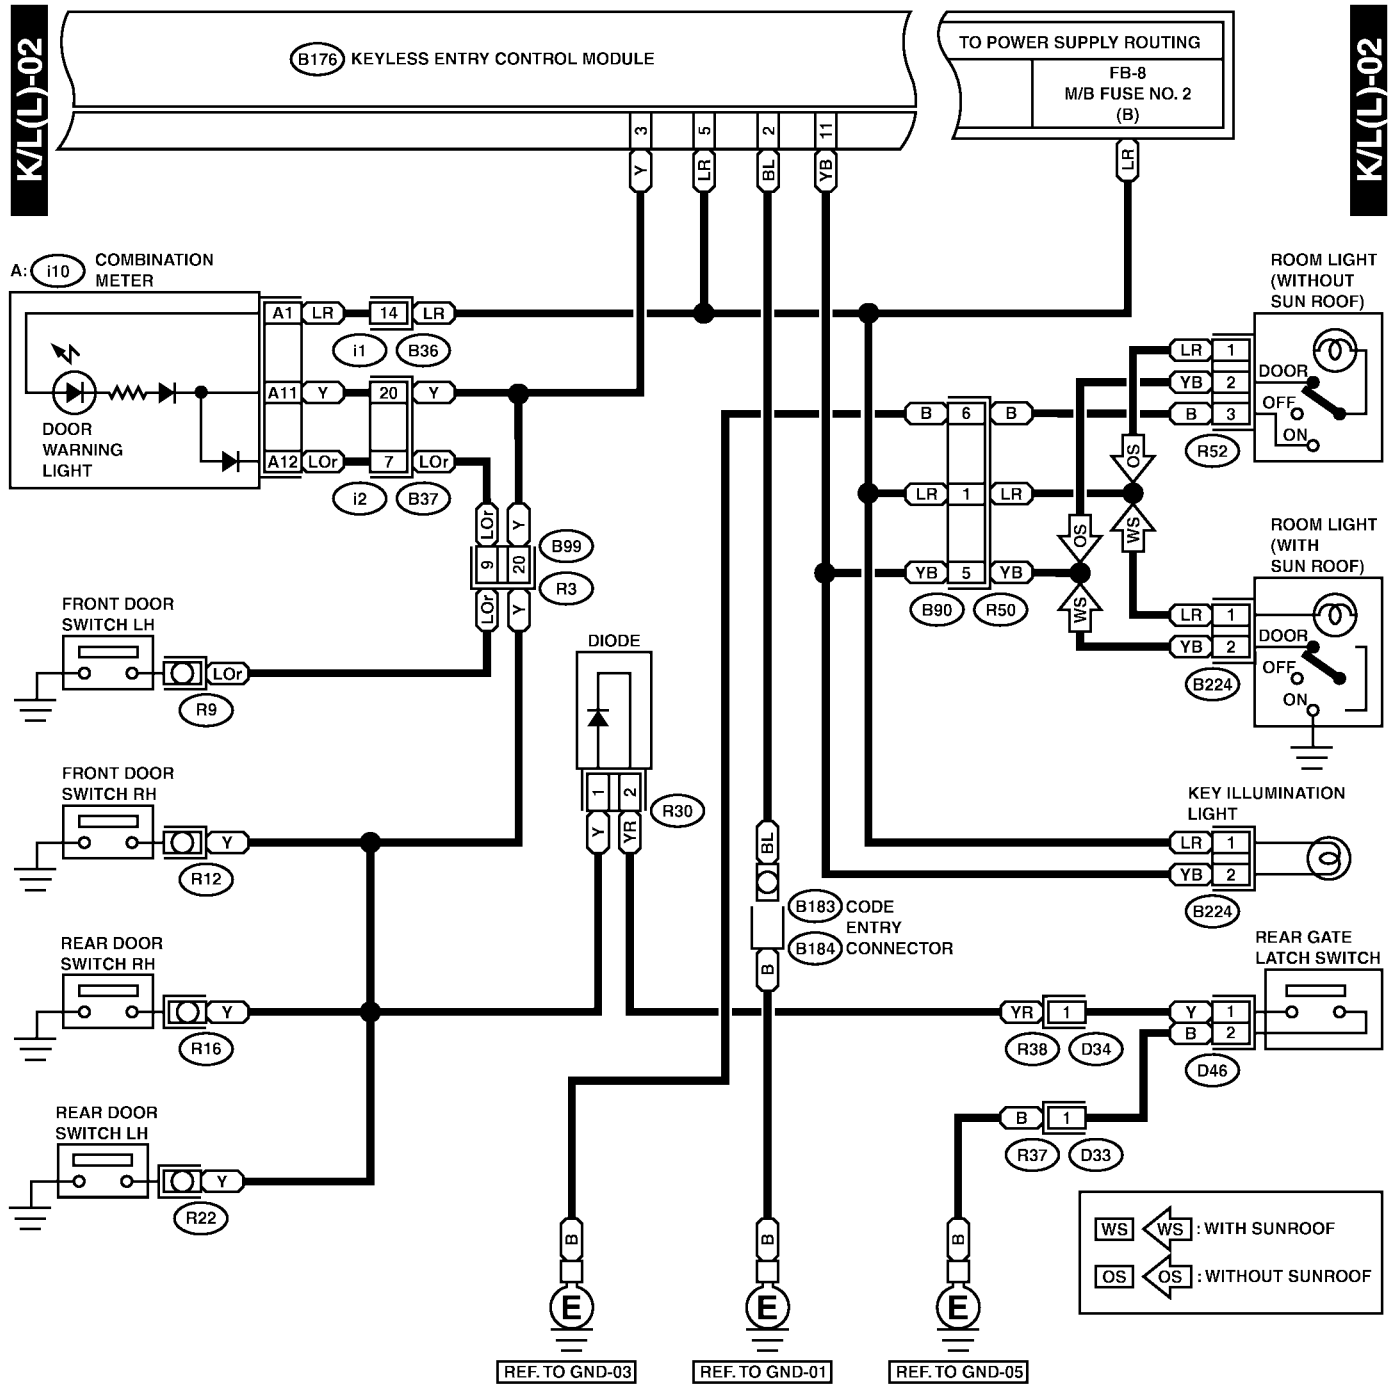 K/L(L)-02
K/L(L)-02
B176 KEYLESS ENTRY CONTROL MODULE
TO POWER SUPPLY ROUTING
FB-8
M/B FUSE NO. 2
(B)
3 5 2 11
Y LR BL YB LR
A: i10 COMBINATION
METER
A1 LR 14 LR
i1 B36
A11 Y 20 Y
A12 LOr 7 LOr
i2 B37
DOOR
WARNING
LIGHT
LOr Y
9 20
B99
R3
LOr Y
ROOM LIGHT
(WITHOUT
SUN ROOF)
LR 1
YB 2
B 3
R52
DOOR
OFF
ON
B 6 B
LR 1 LR
YB 5 YB
B90 R50
OS
WS
OS
WS
ROOM LIGHT
(WITH
SUN ROOF)
LR 1
YB 2
B224
DOOR
OFF
ON
FRONT DOOR
SWITCH LH
LOr
R9
DIODE
1 2
R30
Y YR
FRONT DOOR
SWITCH RH
Y
R12
KEY ILLUMINATION
LIGHT
LR 1
YB 2
B224
BL
B183 CODE
ENTRY
B184 CONNECTOR
B
REAR DOOR
SWITCH RH
Y
R16
REAR GATE
LATCH SWITCH
YR 1 Y 1
B 2
R38 D34
D46
B 1
R37 D33
REAR DOOR
SWITCH LH
Y
R22
B B B
E E E
REF. TO GND-03 REF. TO GND-01 REF. TO GND-05
WS WS : WITH SUNROOF
OS OS : WITHOUT SUNROOF